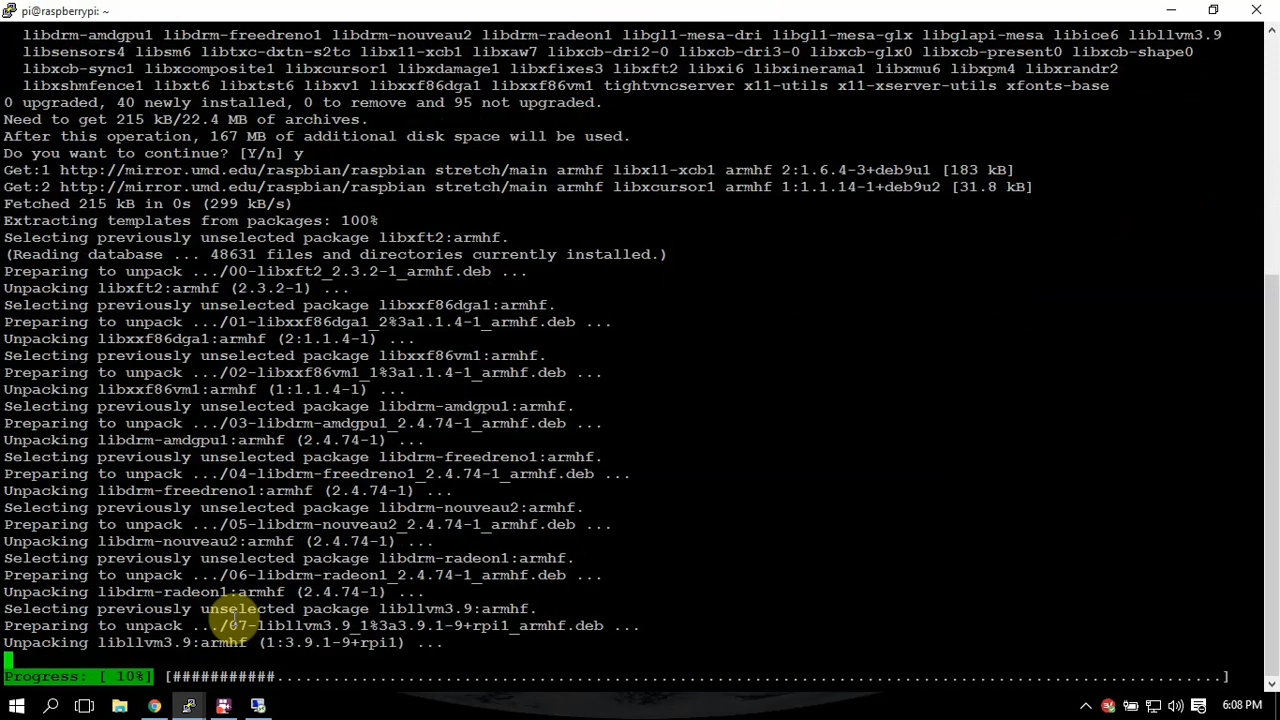 pi@raspberrypi: ~
libdrm-amdgpu1 libdrm-freedreno1 libdrm-nouveau2 libdrm-radeon1 libgl1-mesa-dri libgl1-mesa-glx libglapi-mesa libice6 libllvm3.9
libsensors4 libsm6 libtxc-dxtn-s2tc libx11-xcb1 libxaw7 libxcb-dri2-0 libxcb-dri3-0 libxcb-glx0 libxcb-present0 libxcb-shape0
libxcb-sync1 libxcomposite1 libxcursor1 libxdamage1 libxfixes3 libxft2 libxi6 libxinerama1 libxmu6 libxpm4 libxrandr2
libxshmfence1 libxt6 libxtst6 libxv1 libxxf86dga1 libxxf86vm1 tightvncserver x11-utils x11-xserver-utils xfonts-base
0 upgraded, 40 newly installed, 0 to remove and 95 not upgraded.
Need to get 215 kB/22.4 MB of archives.
After this operation, 167 MB of additional disk space will be used.
Do you want to continue? [Y/n] y
Get:1 http://mirror.umd.edu/raspbian/raspbian stretch/main armhf libx11-xcb1 armhf 2:1.6.4-3+deb9u1 [183 kB]
Get:2 http://mirror.umd.edu/raspbian/raspbian stretch/main armhf libxcursor1 armhf 1:1.1.14-1+deb9u2 [31.8 kB]
Fetched 215 kB in 0s (299 kB/s)
Extracting templates from packages: 100%
Selecting previously unselected package libxft2:armhf.
(Reading database ... 48631 files and directories currently installed.)
Preparing to unpack .../00-libxft2_2.3.2-1_armhf.deb ...
Unpacking libxft2:armhf (2.3.2-1) ...
Selecting previously unselected package libxxf86dga1:armhf.
Preparing to unpack .../01-libxxf86dga1_2%3a1.1.4-1_armhf.deb ...
Unpacking libxxf86dga1:armhf (2:1.1.4-1) ...
Selecting previously unselected package libxxf86vm1:armhf.
Preparing to unpack .../02-libxxf86vm1_1%3a1.1.4-1_armhf.deb ...
Unpacking libxxf86vm1:armhf (1:1.1.4-1) ...
Selecting previously unselected package libdrm-amdgpu1:armhf.
Preparing to unpack .../03-libdrm-amdgpu1_2.4.74-1_armhf.deb ...
Unpacking libdrm-amdgpu1:armhf (2.4.74-1) ...
Selecting previously unselected package libdrm-freedreno1:armhf.
Preparing to unpack .../04-libdrm-freedreno1_2.4.74-1_armhf.deb ...
Unpacking libdrm-freedreno1:armhf (2.4.74-1) ...
Selecting previously unselected package libdrm-nouveau2:armhf.
Preparing to unpack .../05-libdrm-nouveau2_2.4.74-1_armhf.deb ...
Unpacking libdrm-nouveau2:armhf (2.4.74-1) ...
Selecting previously unselected package libdrm-radeon1:armhf.
Preparing to unpack .../06-libdrm-radeon1_2.4.74-1_armhf.deb ...
Unpacking libdrm-radeon1:armhf (2.4.74-1) ...
Selecting previously unselected package libllvm3.9:armhf.
Preparing to unpack .../07-libllvm3.9_1%3a3.9.1-9+rpi1_armhf.deb ...
Unpacking libllvm3.9:armhf (1:3.9.1-9+rpi1) ...
Progress: [ 10%] [###########.....................................................................................................]
6:08 PM